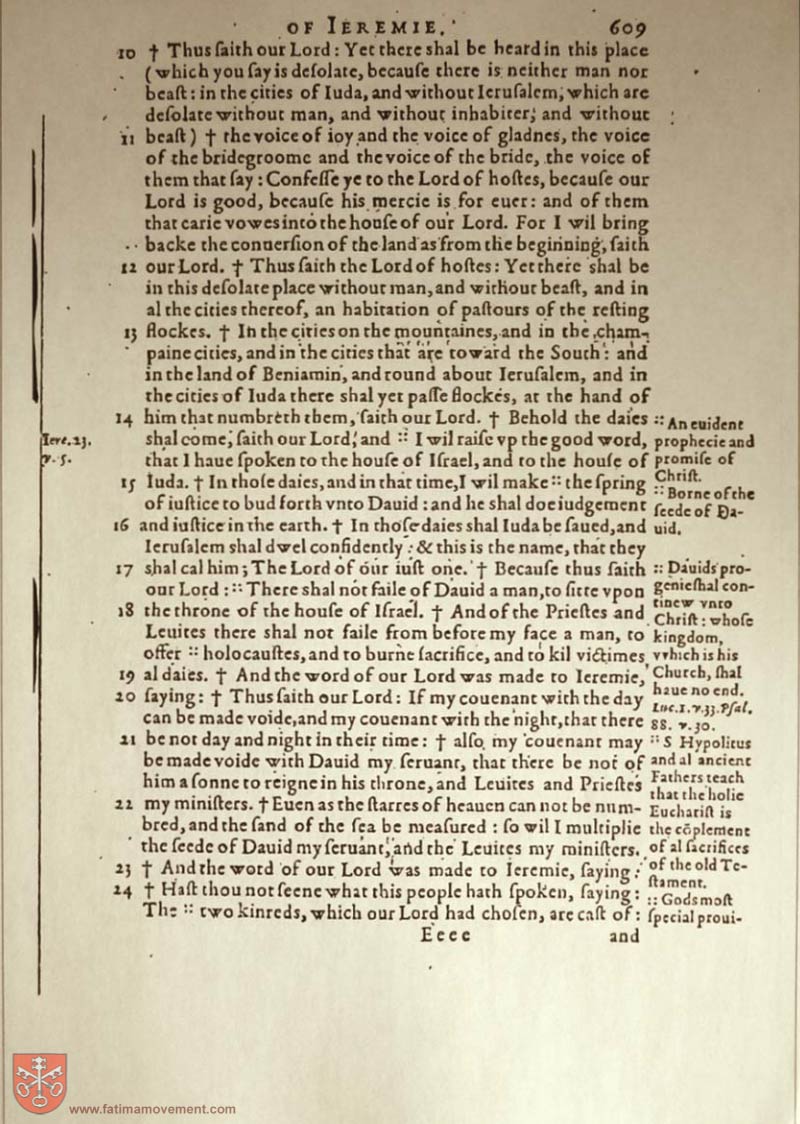 OF IEREMIE. 609
10 † Thus ſaith our Lord: Yet there shal be heard in this place
(which you ſay is deſolate, becauſe there is neither man nor
beaſt: in the cities of Iuda, and without Ieruſalem, which are
deſolate without man, and without inhabiter, and without
11 beaſt) † the voice of ioy and the voice of gladnes, the voice
of the bridegroome and the voice of the bride, the voice of
them that ſay: Confeſſe ye to the Lord of hoſtes, becauſe our
Lord is good, becauſe his mercie is for euer: and of them
that carie vowes into the houſe of our Lord. For I wil bring
backe the conuerſion of the land as from the beginning, ſaith
12 our Lord. † Thus ſaith the Lord of hoſtes: Yet there shal be
in this deſolate place without man, and without beaſt, and in
al the cities thereof, an habitation of paſtours of the reſting
13 flockes. † In the cities on the mountaines, and in the cham-
paine cities, and in the cities that are toward the South: and
in the land of Beniamin, and round about Ieruſalem, and in
the cities of Iuda there shal yet paſſe flockes, at the hand of
14 him that numbreth them, ſaith our Lord. † Behold the daies
shal come, ſaith our Lord, and :: I wil raiſe vp the good word,
that I haue ſpoken to the houſe of Iſrael, and to the houſe of
15 Iuda. † In thoſe daies, and in that time, I wil make :: the ſpring
of iuſtice to bud forth vnto Dauid: and he shal doe iudgement
16 and iuſtice in the earth. † In thoſe daies shal Iuda be ſaued, and
Ieruſalem shal dwel confidently: & this is the name, that they
17 shal cal him; The Lord of our iuſt one. † Becauſe thus ſaith
our Lord: :: There shal not faile of Dauid a man, to ſitte vpon
18 the throne of the houſe of Iſrael. † And of the Prieſtes and
Leuites there shal not faile from before my face a man, to
offer :: holocauſtes, and to burne ſacrifice, and to kil victimes
19 al daies. † And the word of our Lord was made to Ieremie,
20 ſaying: † Thus ſaith our Lord: If my couenant with the day
can be made voide, and my couenant with the night, that there
21 be not day and night in their time: † alſo my couenant may
be made voide with Dauid my ſeruant, that there be not of
him a ſonne to reigne in his throne, and Leuites and Prieſtes
22 my miniſters. † Euen as the ſtarres of heauen can not be num-
bred, and the ſand of the ſea be meaſured: ſo wil I multiplie
the ſeede of Dauid my ſeruant, and the Leuites my miniſters.
23 † And the word of our Lord was made to Ieremie, ſaying:
24 † Haſt thou not ſeene what this people hath ſpoken, ſaying:
The :: two kinreds, which our Lord had choſen, are caſt of:
Eeee and
Iere. 23.
v. 5.
:: An euident
prophecie and
promiſe of
Chriſt.
:: Borne of the
ſeede of Da-
uid.
:: Dauids pro-
genie shal con-
tinew vnto
Chriſt: whoſe
kingdom,
vvhich is his
Church, shal
haue no end.
Luc. 1. v. 33. Pſal.
88. v. 30.
:: S Hypolitus
and al ancient
Fathers teach
that the holie
Euchariſt is
the cõplement
of al ſacrifices
of the old Te-
ſtament.
:: Gods moſt
ſpecial proui-
www.fatimamovement.com